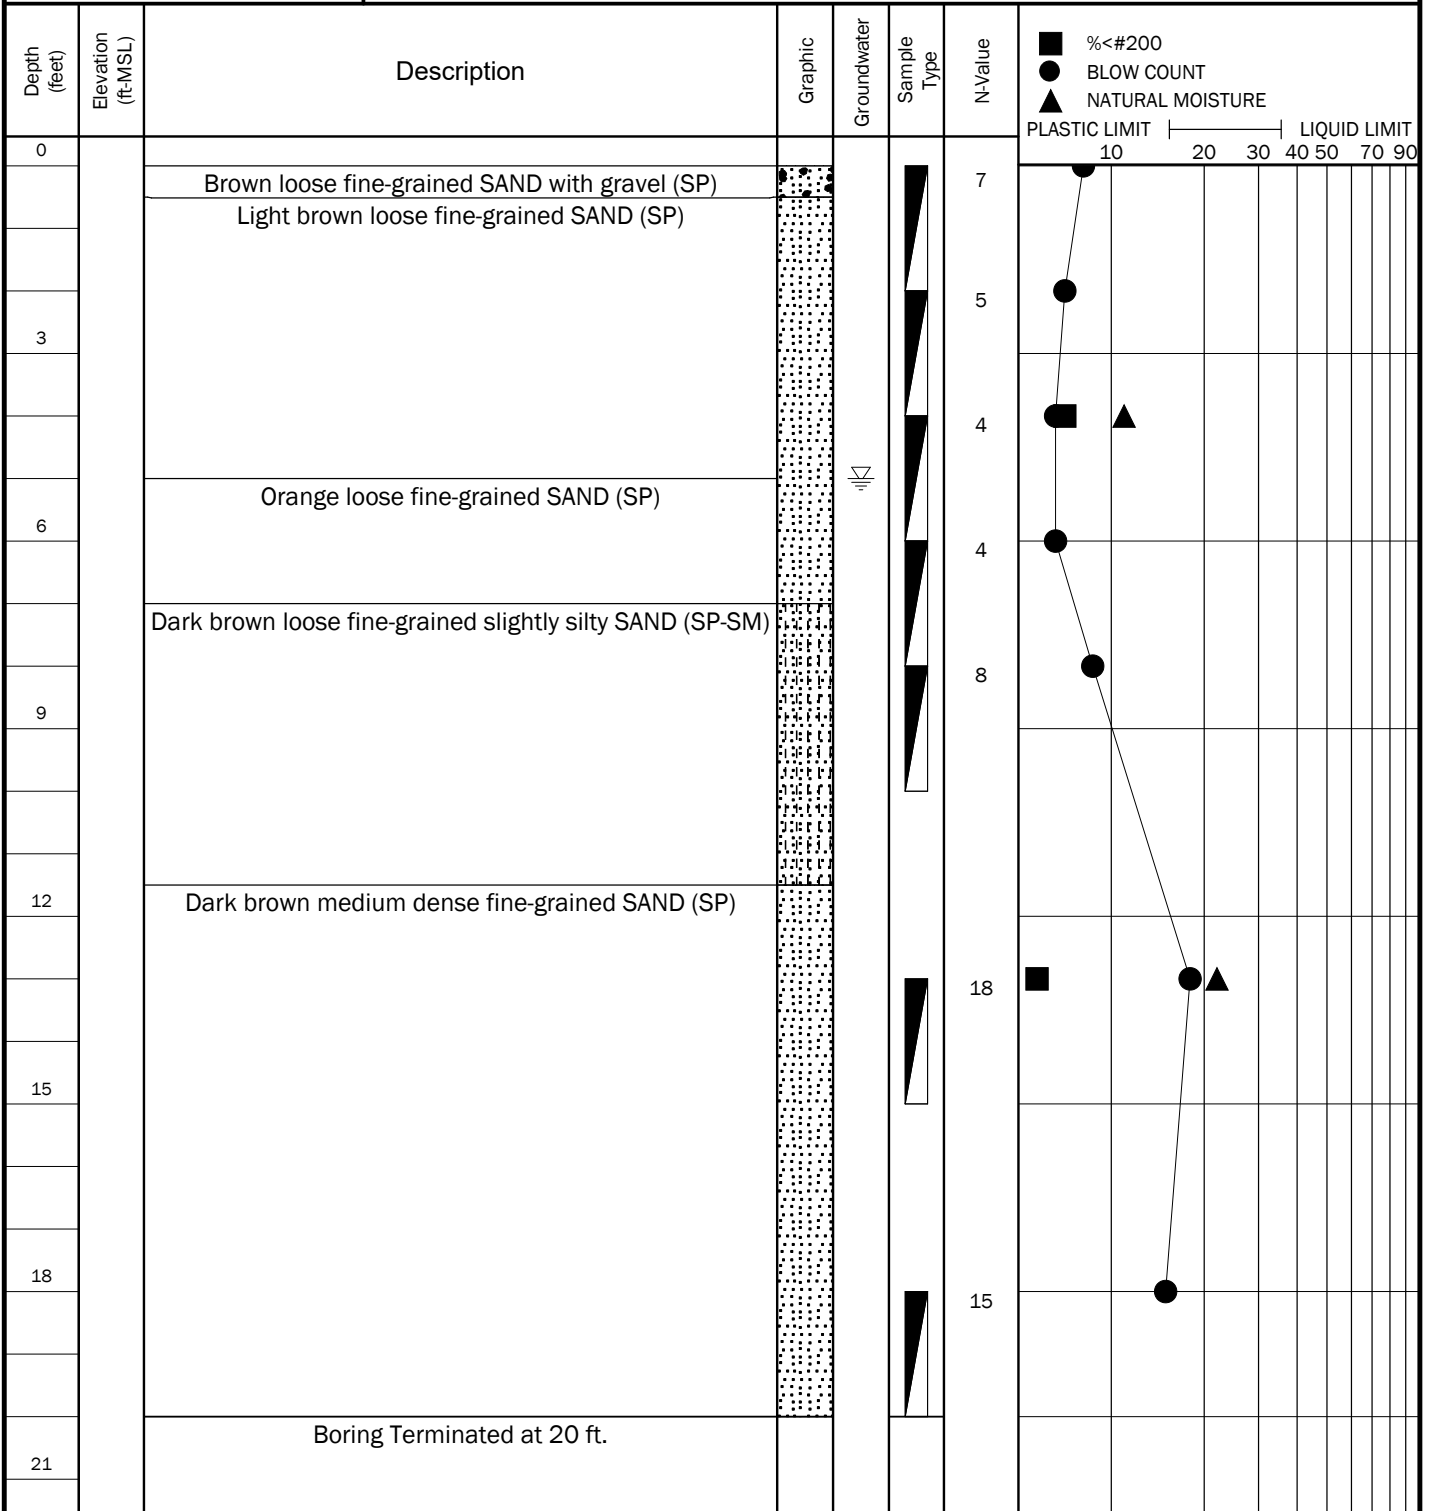 Depth
(feet)
Elevation
(ft-MSL)
Description
Graphic
Groundwater
Sample
Type
N-Value
%<#200
BLOW COUNT
NATURAL MOISTURE
PLASTIC LIMIT LIQUID LIMIT
10 20 30 40 50 70 90
0
Brown loose fine-grained SAND with gravel (SP)
7
Light brown loose fine-grained SAND (SP)
5
3
4
Orange loose fine-grained SAND (SP)
6
4
Dark brown loose fine-grained slightly silty SAND (SP-SM)
8
9
12
Dark brown medium dense fine-grained SAND (SP)
18
15
18
15
Boring Terminated at 20 ft.
21